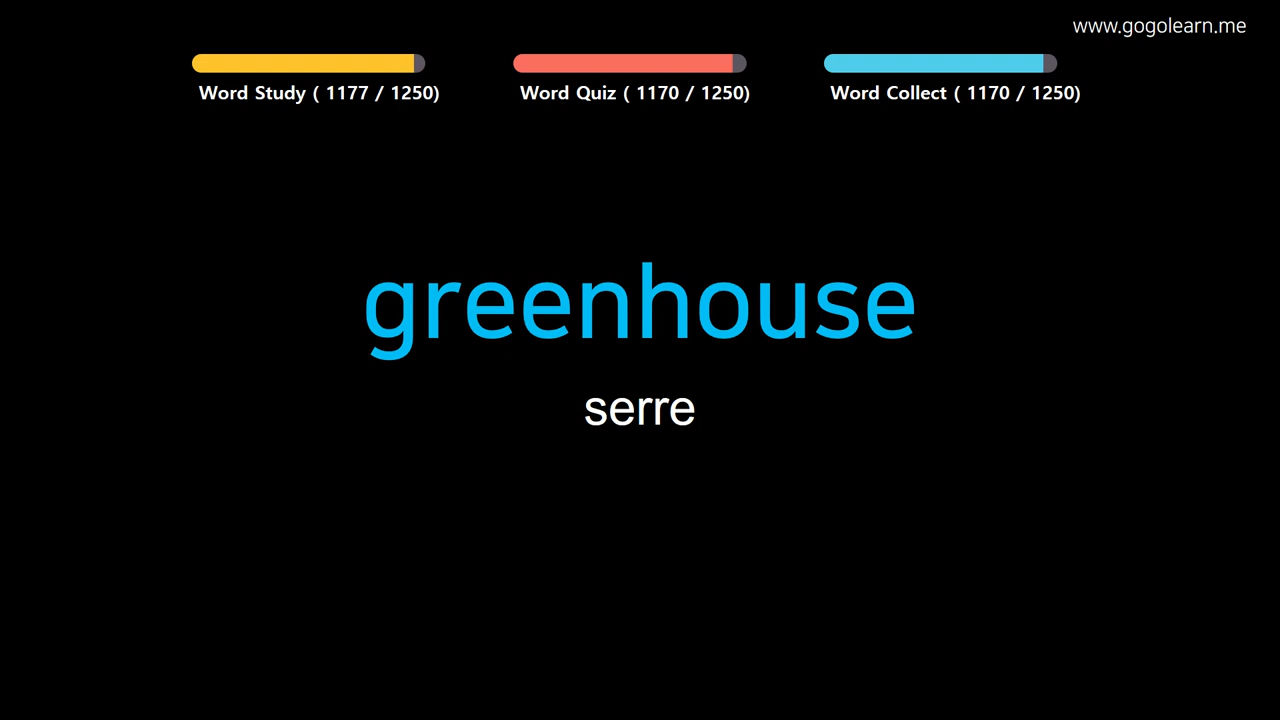 www.gogolearn.me
Word Study ( 1177 / 1250)
Word Quiz ( 1170 / 1250)
Word Collect ( 1170 / 1250)
greenhouse
serre